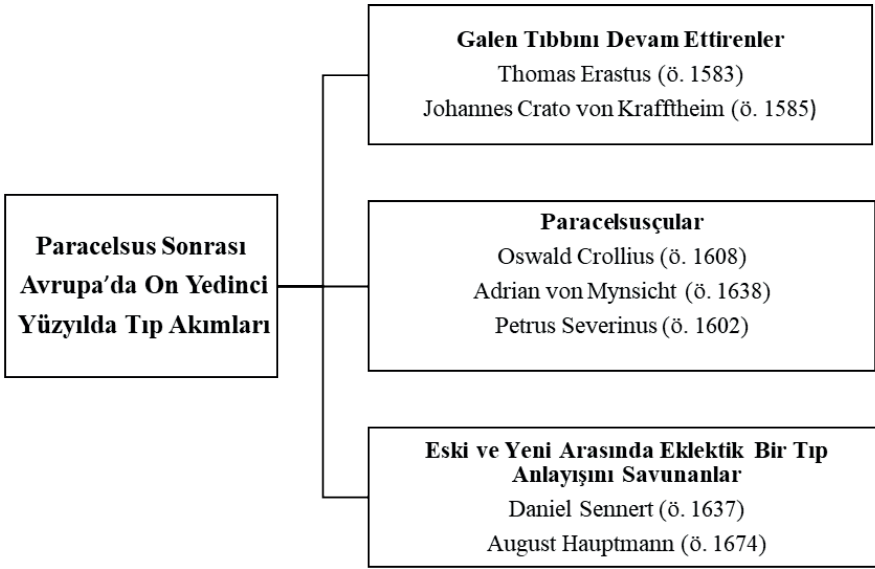 Galen Tıbbını Devam Ettirenler
Thomas Erastus (ö. 1583)
Johannes Crato von Krafftheim (ö. 1585)
Paracelsus Sonrası
Avrupa'da On Yedinci
Yüzyılda Tıp Akımları
Paracelsusçular
Oswald Crollius (ö. 1608)
Adrian von Mynsicht (ö. 1638)
Petrus Severinus (ö. 1602)
Eski ve Yeni Arasında Eklektik Bir Tıp
Anlayışını Savunanlar
Daniel Sennert (ö. 1637)
August Hauptmann (ö. 1674)